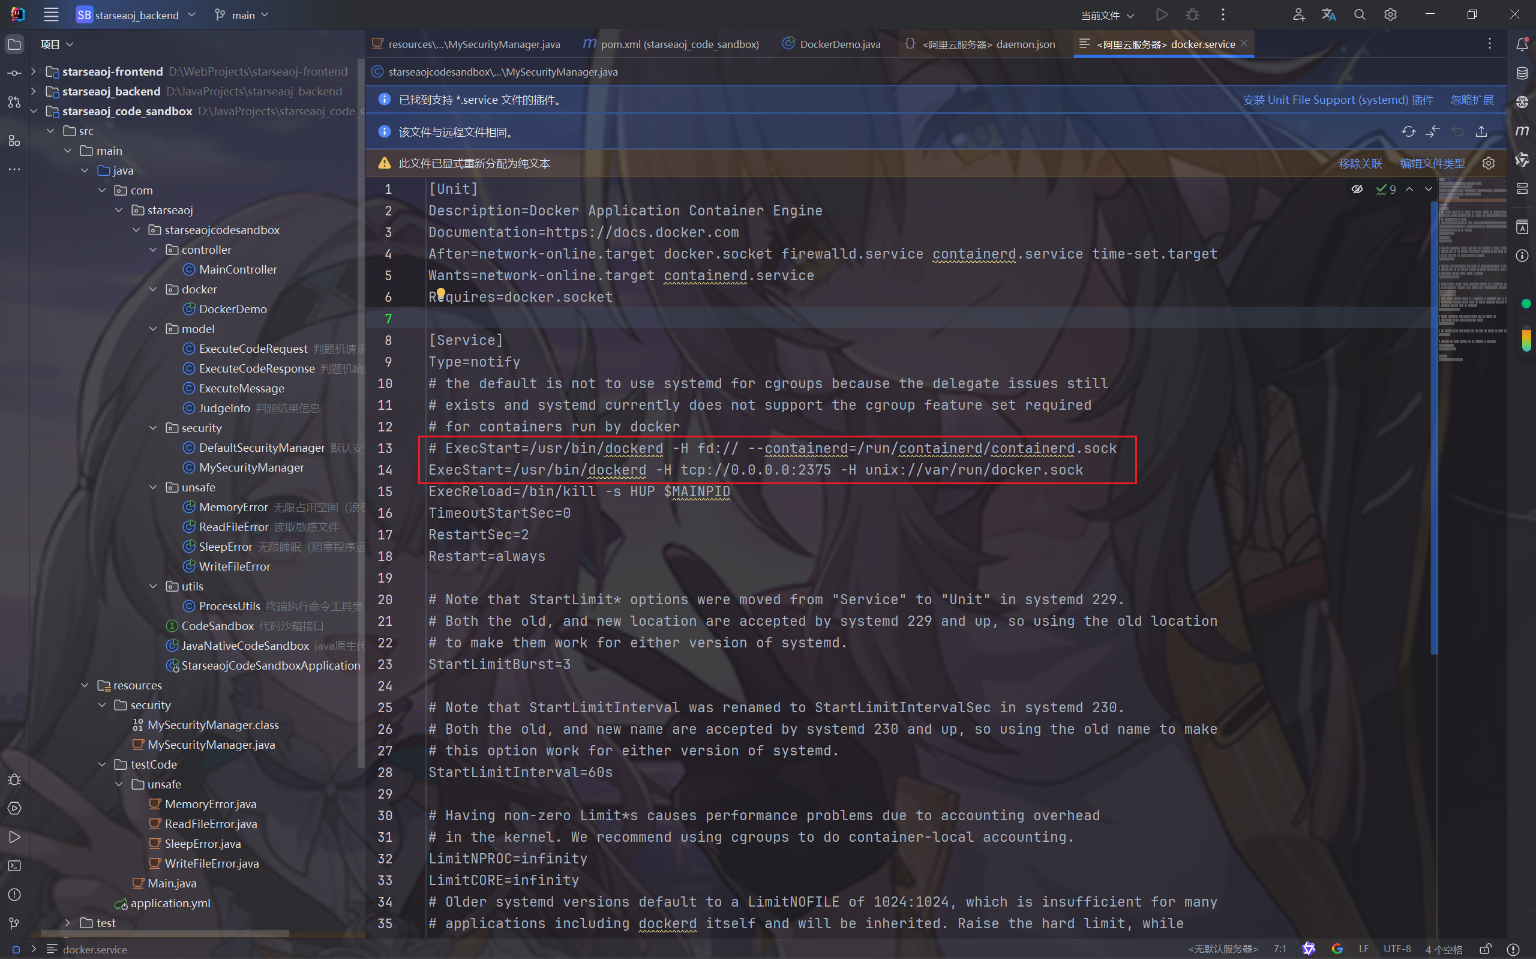 SB starseaoj_backend main 当前文件
项目
resources\...\MySecurityManager.java pom.xml (starseaoj_code_sandbox) DockerDemo.java <阿里云服务器> daemon.json <阿里云服务器> docker.service
starseaoj-frontend D:\WebProjects\starseaoj-frontend
starseaoj_backend D:\JavaProjects\starseaoj_backend
starseaoj_code_sandbox D:\JavaProjects\starseaoj_code_s
src
main
java
com
starseaoj
starseaojcodesandbox
controller
MainController
docker
DockerDemo
model
ExecuteCodeRequest 判题机请求
ExecuteCodeResponse 判题机响
ExecuteMessage
JudgeInfo 判题结果信息
security
DefaultSecurityManager 默认安
MySecurityManager
unsafe
MemoryError 无限占用空间（浪
ReadFileError 读取敏感文件
SleepError 无限睡眠（阻塞程序运
WriteFileError
utils
ProcessUtils 终端执行命令工具类
CodeSandbox 代码沙箱接口
JavaNativeCodeSandbox java原生代
StarseaojCodeSandboxApplication
resources
security
MySecurityManager.class
MySecurityManager.java
testCode
unsafe
MemoryError.java
ReadFileError.java
SleepError.java
WriteFileError.java
Main.java
application.yml
test
starseaojcodesandbox\...\MySecurityManager.java
已找到支持 *.service 文件的插件。 安装 Unit File Support (systemd) 插件 忽略扩展
该文件与远程文件相同。
此文件已显式重新分配为纯文本 移除关联 编辑文件类型
9
1 [Unit]
2 Description=Docker Application Container Engine
3 Documentation=https://docs.docker.com
4 After=network-online.target docker.socket firewalld.service containerd.service time-set.target
5 Wants=network-online.target containerd.service
6 Requires=docker.socket
7
8 [Service]
9 Type=notify
10 # the default is not to use systemd for cgroups because the delegate issues still
11 # exists and systemd currently does not support the cgroup feature set required
12 # for containers run by docker
13 # ExecStart=/usr/bin/dockerd -H fd:// --containerd=/run/containerd/containerd.sock
14 ExecStart=/usr/bin/dockerd -H tcp://0.0.0.0:2375 -H unix://var/run/docker.sock
15 ExecReload=/bin/kill -s HUP $MAINPID
16 TimeoutStartSec=0
17 RestartSec=2
18 Restart=always
19
20 # Note that StartLimit* options were moved from "Service" to "Unit" in systemd 229.
21 # Both the old, and new location are accepted by systemd 229 and up, so using the old location
22 # to make them work for either version of systemd.
23 StartLimitBurst=3
24
25 # Note that StartLimitInterval was renamed to StartLimitIntervalSec in systemd 230.
26 # Both the old, and new name are accepted by systemd 230 and up, so using the old name to make
27 # this option work for either version of systemd.
28 StartLimitInterval=60s
29
30 # Having non-zero Limit*s causes performance problems due to accounting overhead
31 # in the kernel. We recommend using cgroups to do container-local accounting.
32 LimitNPROC=infinity
33 LimitCORE=infinity
34 # Older systemd versions default to a LimitNOFILE of 1024:1024, which is insufficient for many
35 # applications including dockerd itself and will be inherited. Raise the hard limit, while
docker.service <无默认服务器> 7:1 LF UTF-8 4 个空格